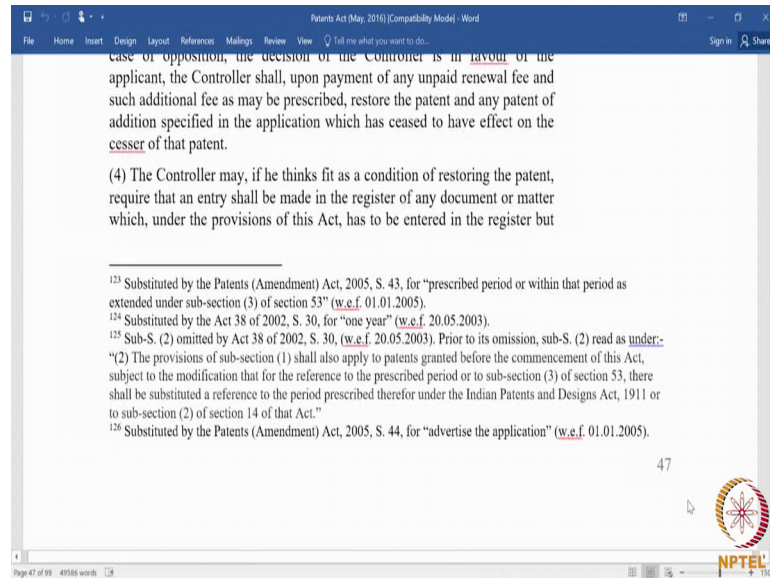 Patents Act (May, 2016) [Compatibility Mode] - Word
File Home Insert Design Layout References Mailings Review View Tell me what you want to do... Sign in Share
case of opposition, the decision of the Controller is in favour of the
applicant, the Controller shall, upon payment of any unpaid renewal fee and
such additional fee as may be prescribed, restore the patent and any patent of
addition specified in the application which has ceased to have effect on the
cesser of that patent.
(4) The Controller may, if he thinks fit as a condition of restoring the patent,
require that an entry shall be made in the register of any document or matter
which, under the provisions of this Act, has to be entered in the register but
123 Substituted by the Patents (Amendment) Act, 2005, S. 43, for “prescribed period or within that period as
extended under sub-section (3) of section 53” (w.e.f. 01.01.2005).
124 Substituted by the Act 38 of 2002, S. 30, for “one year” (w.e.f. 20.05.2003).
125 Sub-S. (2) omitted by Act 38 of 2002, S. 30, (w.e.f. 20.05.2003). Prior to its omission, sub-S. (2) read as under:-
“(2) The provisions of sub-section (1) shall also apply to patents granted before the commencement of this Act,
subject to the modification that for the reference to the prescribed period or to sub-section (3) of section 53, there
shall be substituted a reference to the period prescribed therefor under the Indian Patents and Designs Act, 1911 or
to sub-section (2) of section 14 of that Act.”
126 Substituted by the Patents (Amendment) Act, 2005, S. 44, for “advertise the application” (w.e.f. 01.01.2005).
47
NPTEL
Page 47 of 99 49586 words